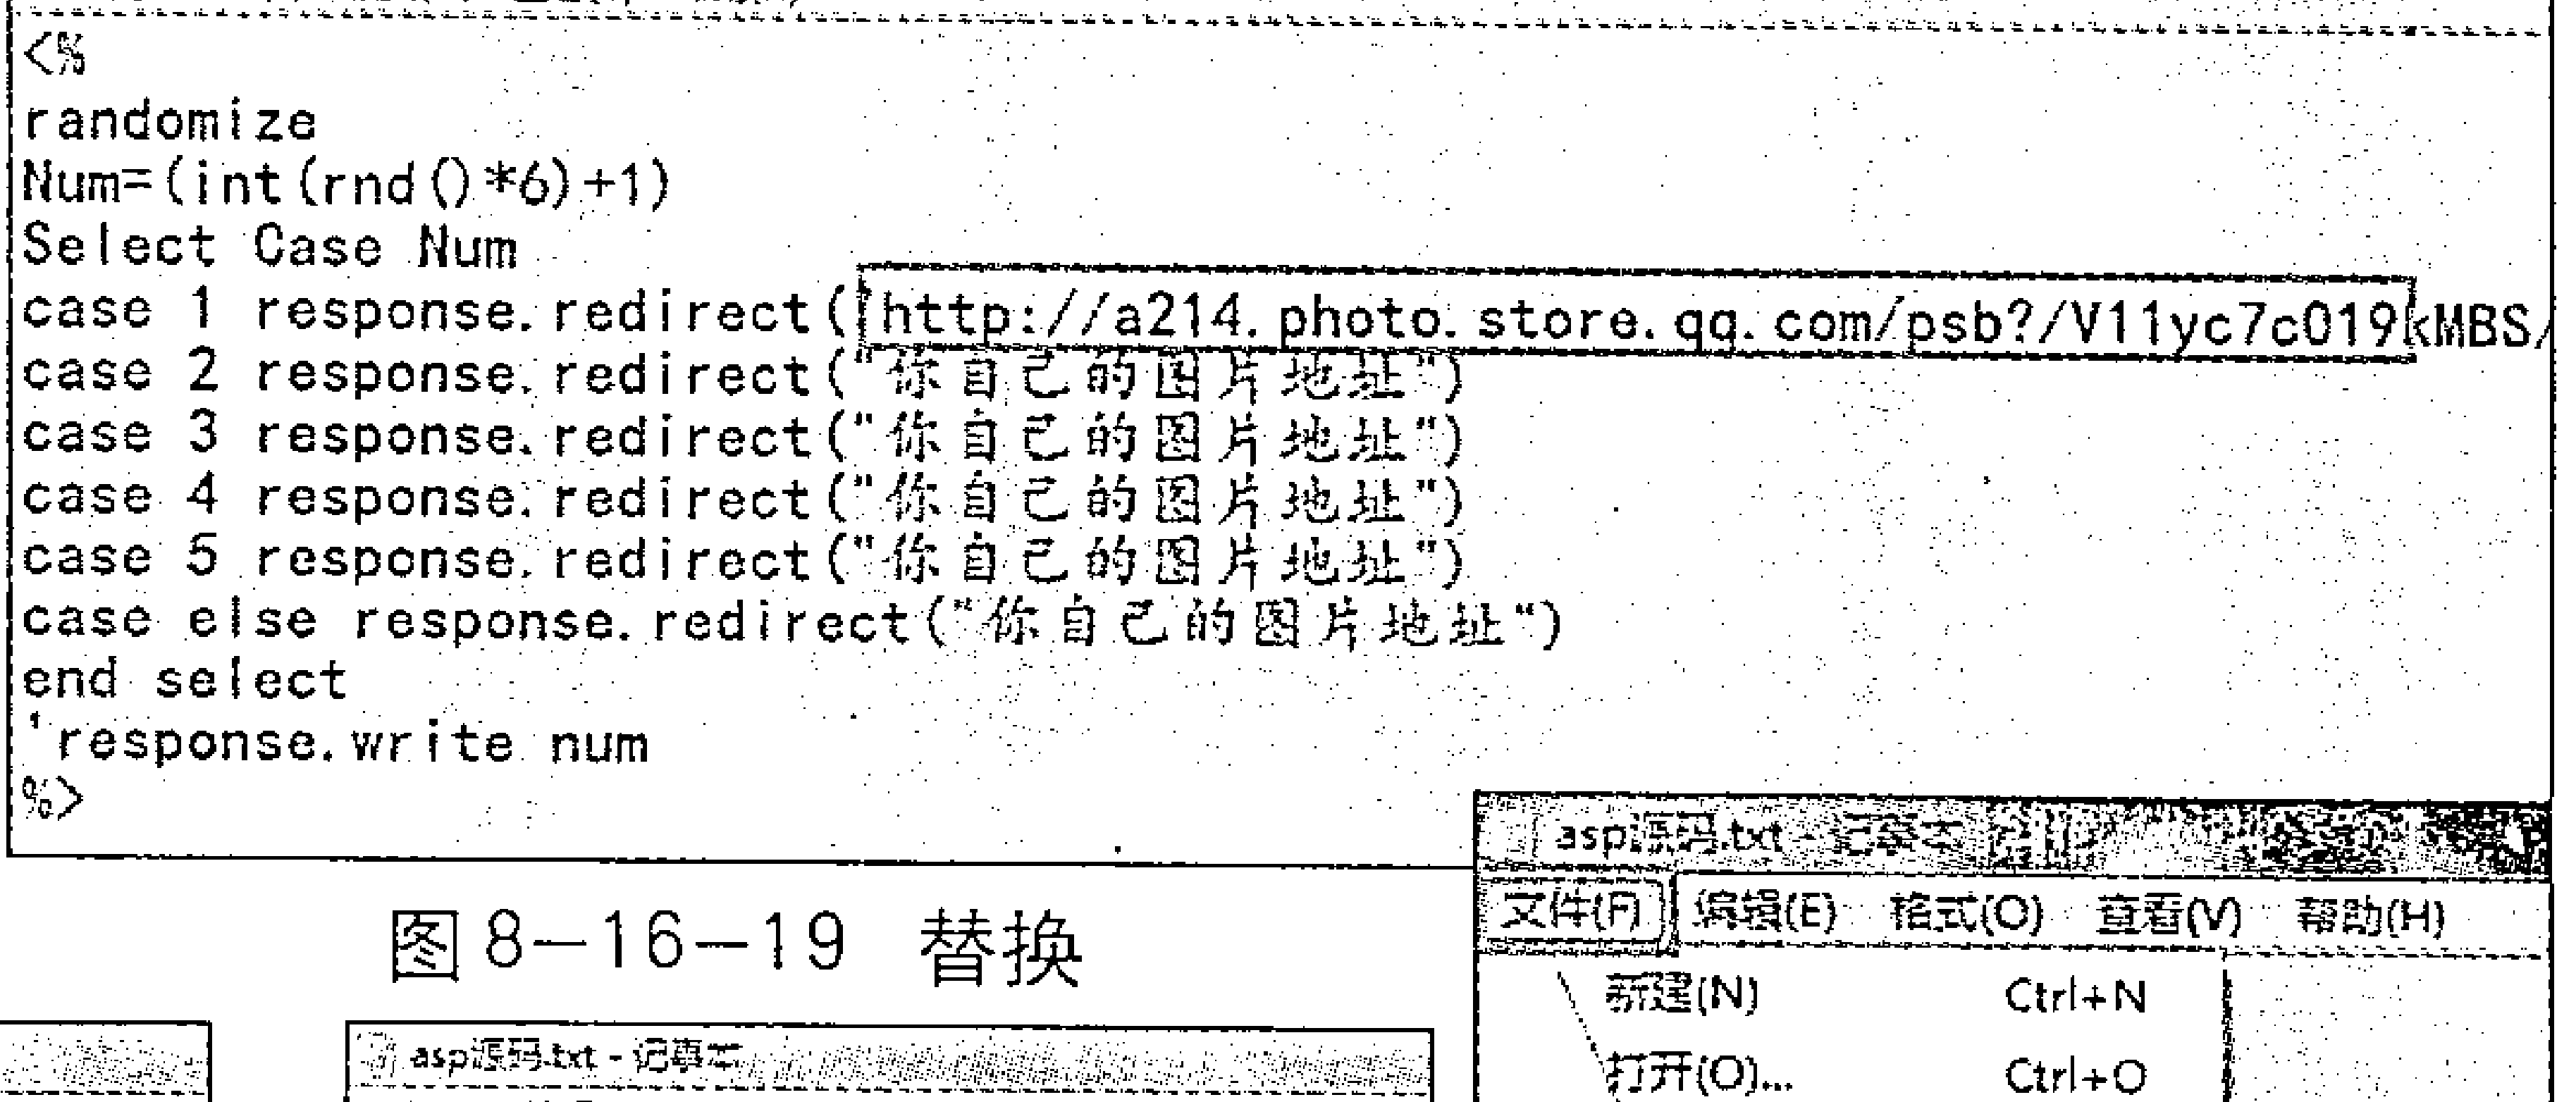 <%
randomize
Num=(int(rnd()*6)+1)
Select Case Num
case 1 response.redirect("http://a214.photo.store.qq.com/psb?/V11yc7c019kMBS/
case 2 response.redirect("你自己的图片地址")
case 3 response.redirect("你自己的图片地址")
case 4 response.redirect("你自己的图片地址")
case 5 response.redirect("你自己的图片地址")
case else response.redirect("你自己的图片地址")
end select
'response.write num
%>
图8-16-19 替换
asp源码.txt - 记事本
文件(F) 编辑(E) 格式(O) 查看(V) 帮助(H)
新建(N) Ctrl+N
打开(O)... Ctrl+O
asp源码.txt - 记事本